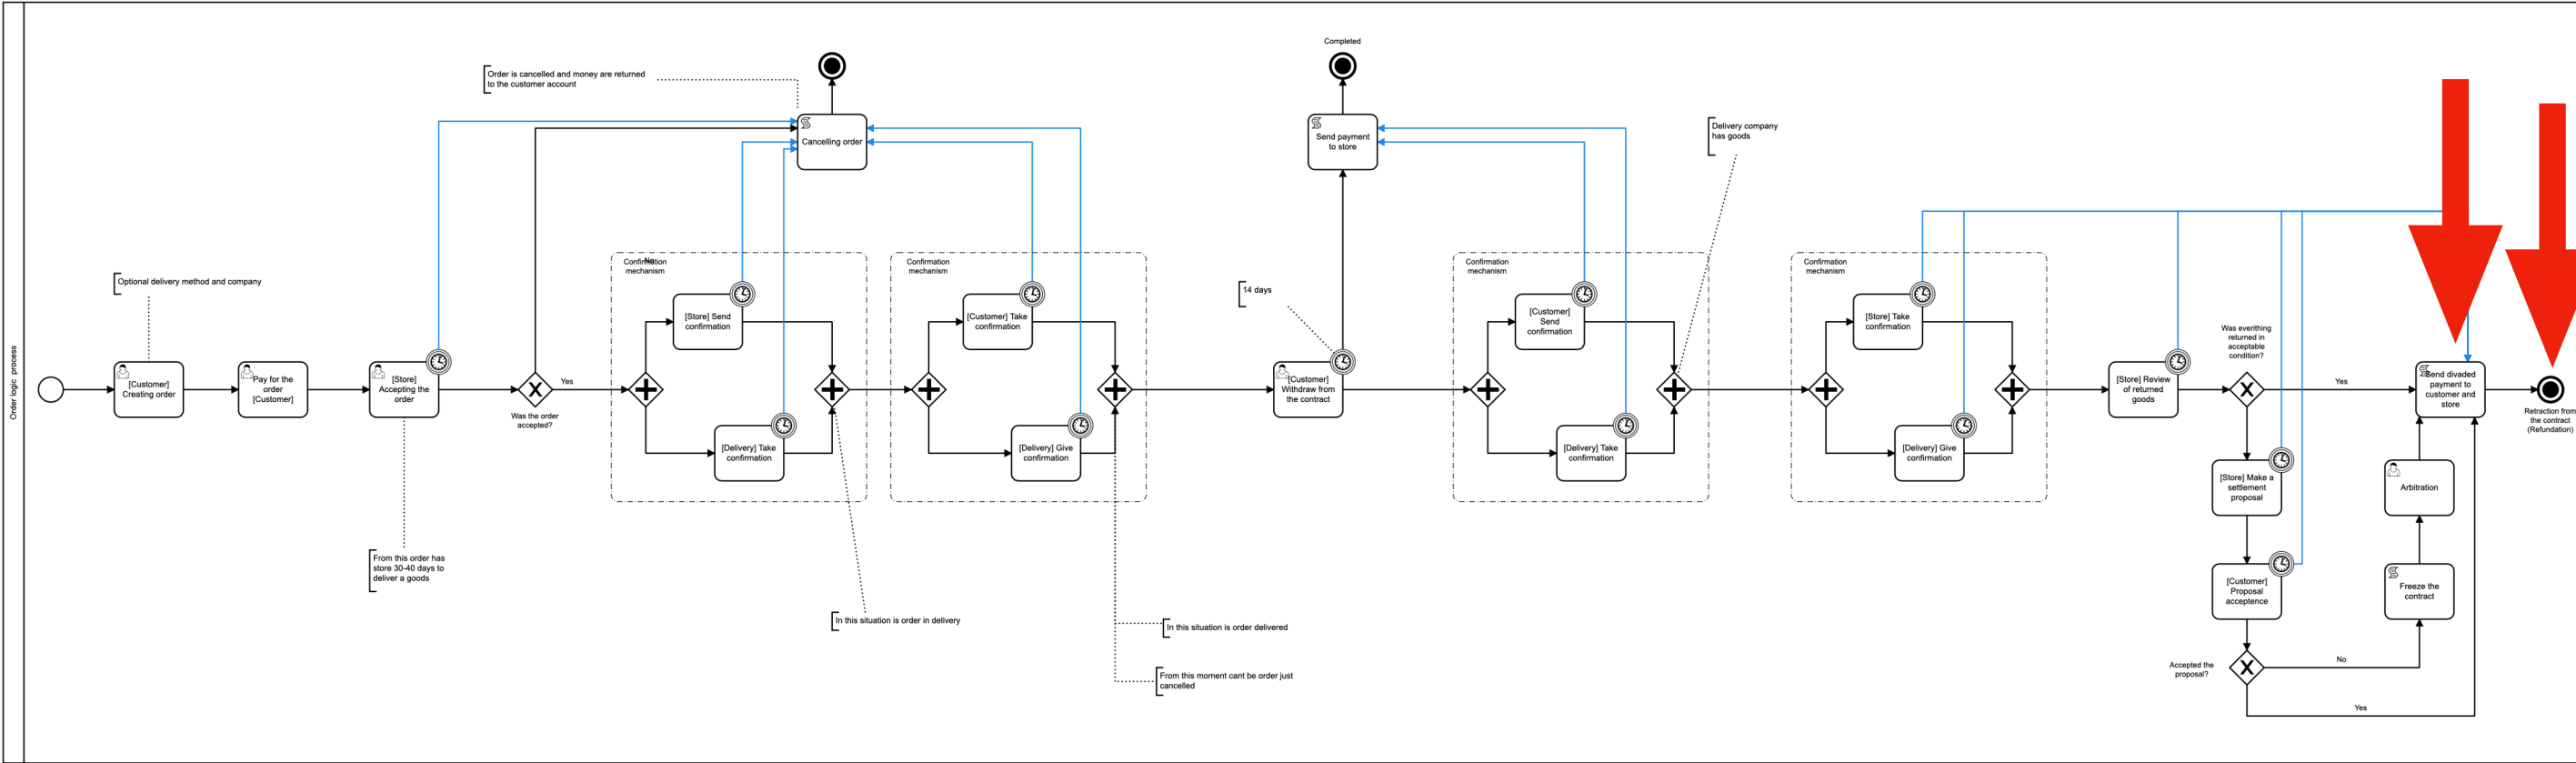 Order logic process
Completed
Order is cancelled and money are returned
to the customer account
Cancelling order
Send payment
to store
Delivery company
has goods
Optional delivery method and company
Confirmation
mechanism
No
Confirmation
mechanism
14 days
Confirmation
mechanism
Confirmation
mechanism
[Store] Send
confirmation
[Customer] Take
confirmation
[Customer]
Send
confirmation
[Store] Take
confirmation
Was everithing
returned in
acceptable
condition?
[Customer]
Creating order
Pay for the
order
[Customer]
[Store]
Accepting the
order
Yes
Was the order
accepted?
[Customer]
Withdraw from
the contract
[Store] Review
of returned
goods
Yes
Send divaded
payment to
customer and
store
Retraction from
the contract
(Refundation)
[Delivery] Take
confirmation
[Delivery] Give
confirmation
[Delivery] Take
confirmation
[Delivery] Give
confirmation
[Store] Make a
settlement
proposal
Arbitration
From this order has
store 30-40 days to
deliver a goods
[Customer]
Proposal
acceptence
Freeze the
contract
In this situation is order in delivery
In this situation is order delivered
From this moment cant be order just
cancelled
Accepted the
proposal?
No
Yes